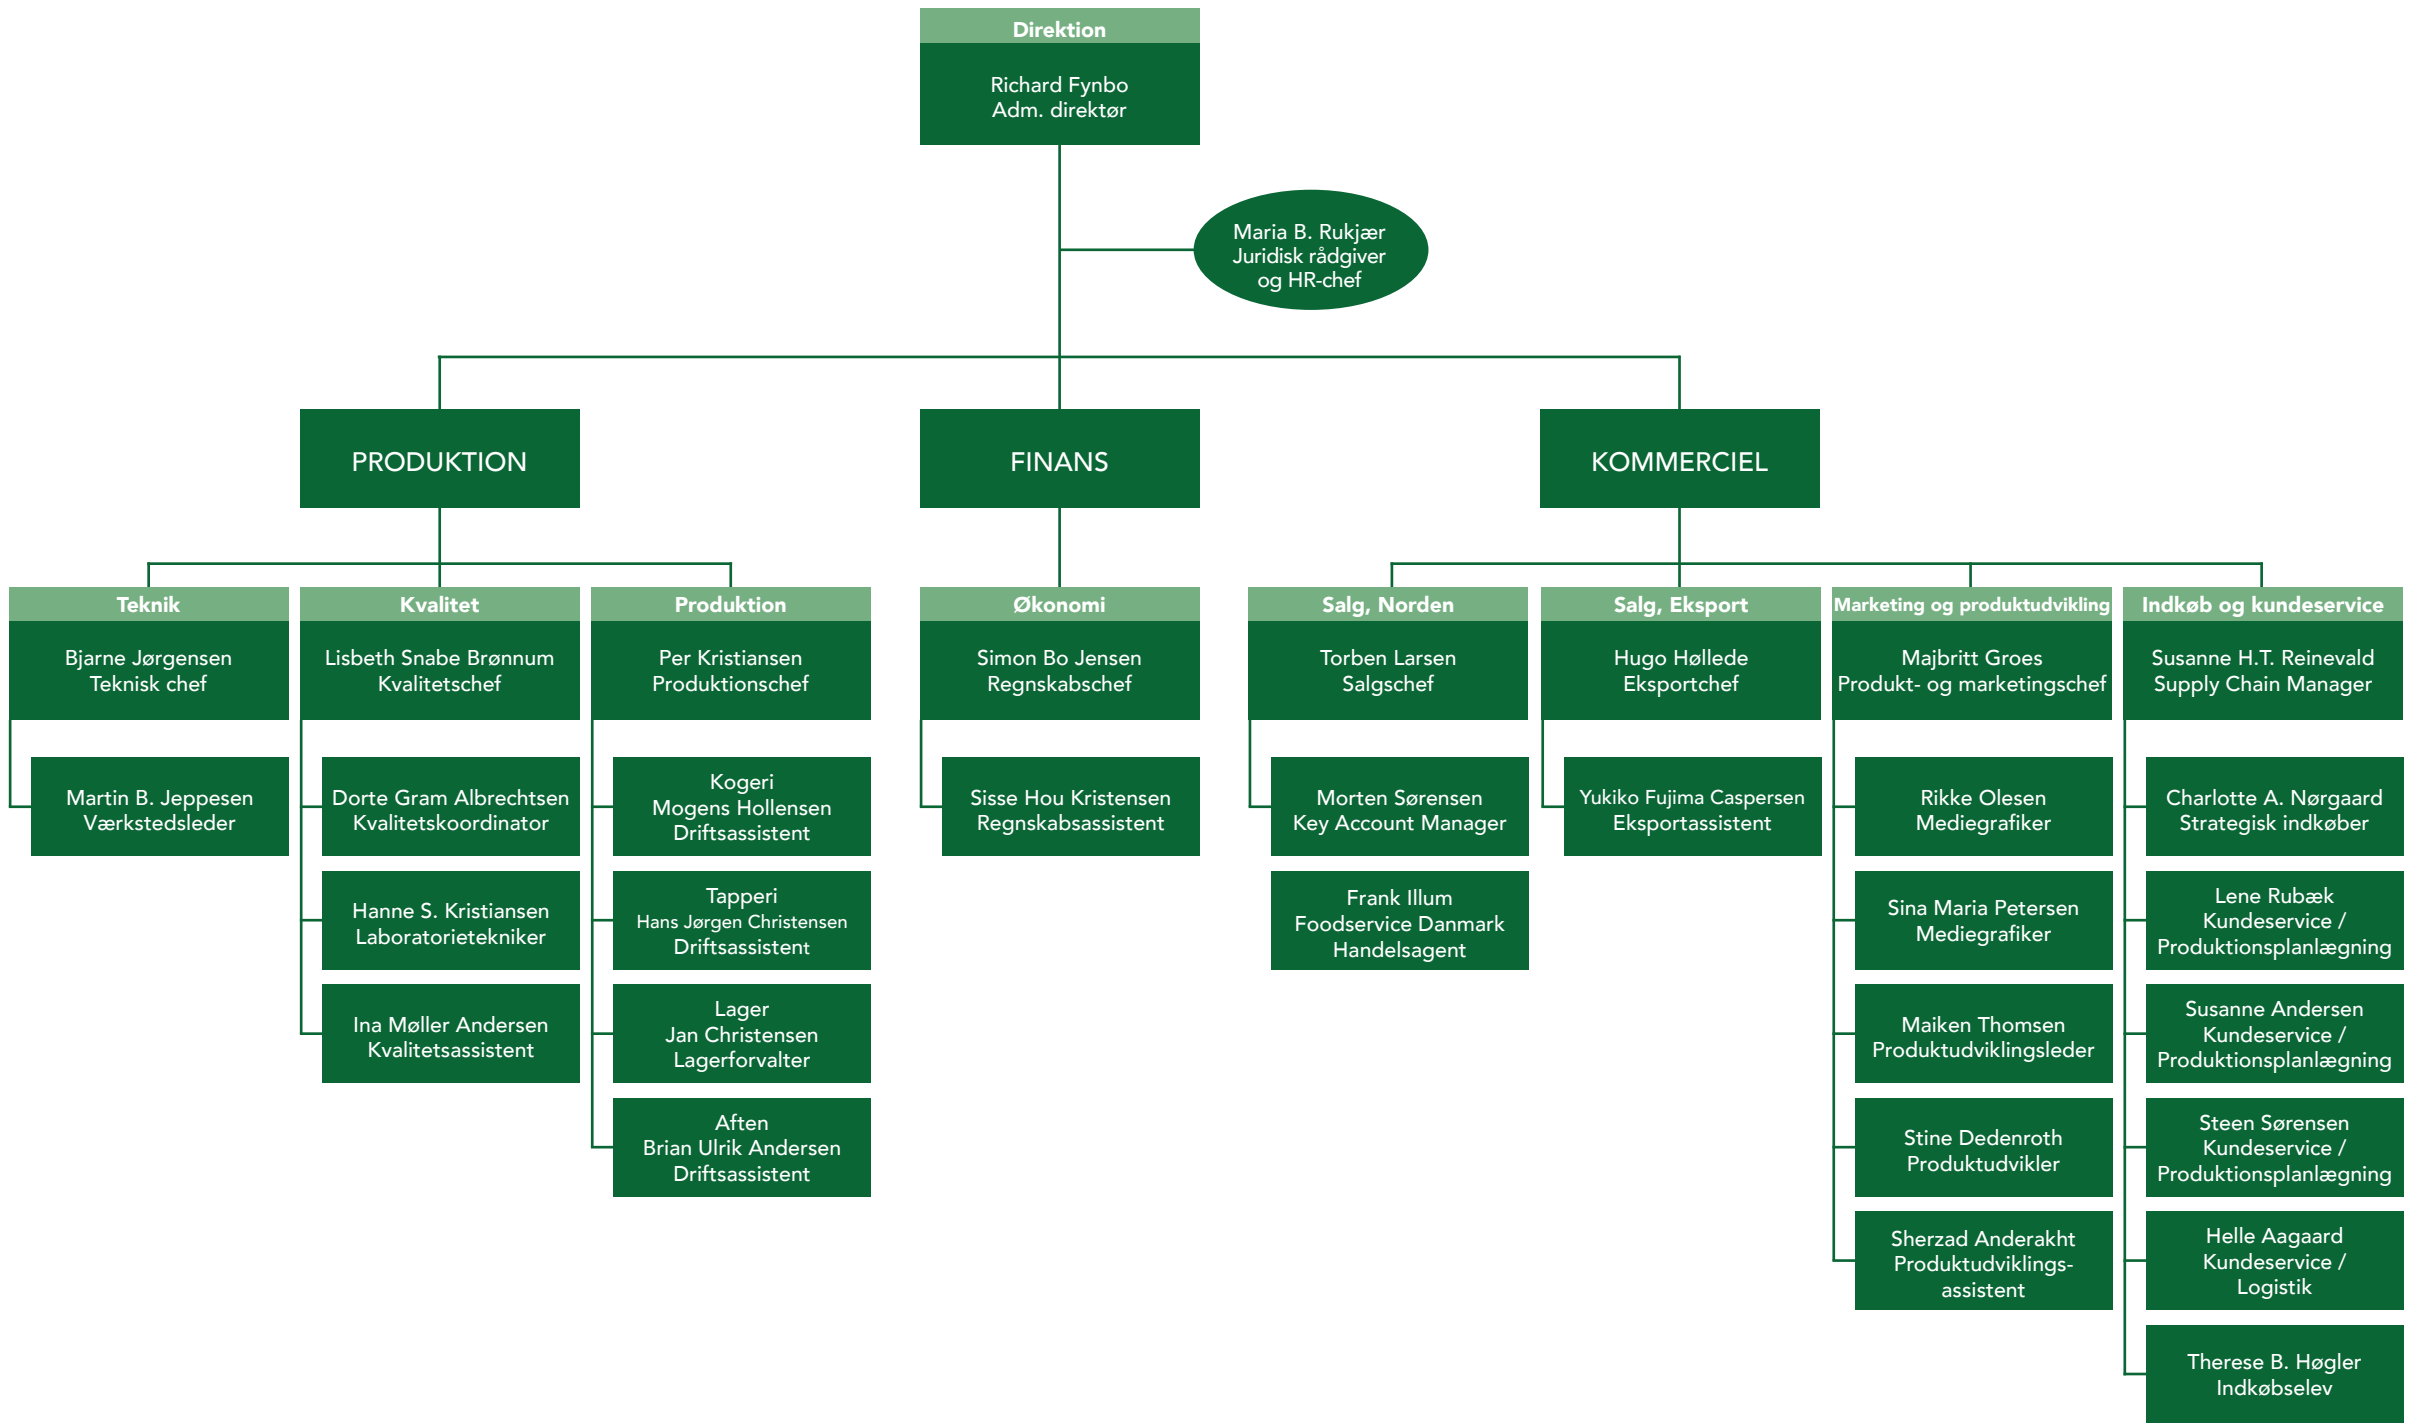 Direktion
Richard Fynbo
Adm. direktør
Maria B. Rukjær
Juridisk rådgiver
og HR-chef
PRODUKTION
FINANS
KOMMERCIEL
Teknik
Bjarne Jørgensen
Teknisk chef
Martin B. Jeppesen
Værkstedsleder
Kvalitet
Lisbeth Snabe Brønnum
Kvalitetschef
Dorte Gram Albrechtsen
Kvalitetskoordinator
Hanne S. Kristiansen
Laboratorietekniker
Ina Møller Andersen
Kvalitetsassistent
Produktion
Per Kristiansen
Produktionschef
Kogeri
Mogens Hollensen
Driftsassistent
Tapperi
Hans Jørgen Christensen
Driftsassistent
Lager
Jan Christensen
Lagerforvalter
Aften
Brian Ulrik Andersen
Driftsassistent
Økonomi
Simon Bo Jensen
Regnskabschef
Sisse Hou Kristensen
Regnskabsassistent
Salg, Norden
Torben Larsen
Salgschef
Morten Sørensen
Key Account Manager
Frank Illum
Foodservice Danmark
Handelsagent
Salg, Eksport
Hugo Høllede
Eksportchef
Yukiko Fujima Caspersen
Eksportassistent
Marketing og produktudvikling
Majbritt Groes
Produkt- og marketingschef
Rikke Olesen
Mediegrafiker
Sina Maria Petersen
Mediegrafiker
Maiken Thomsen
Produktudviklingsleder
Stine Dedenroth
Produktudvikler
Sherzad Anderakht
Produktudviklings-
assistent
Indkøb og kundeservice
Susanne H.T. Reinevald
Supply Chain Manager
Charlotte A. Nørgaard
Strategisk indkøber
Lene Rubæk
Kundeservice /
Produktionsplanlægning
Susanne Andersen
Kundeservice /
Produktionsplanlægning
Steen Sørensen
Kundeservice /
Produktionsplanlægning
Helle Aagaard
Kundeservice /
Logistik
Therese B. Høgler
Indkøbselev